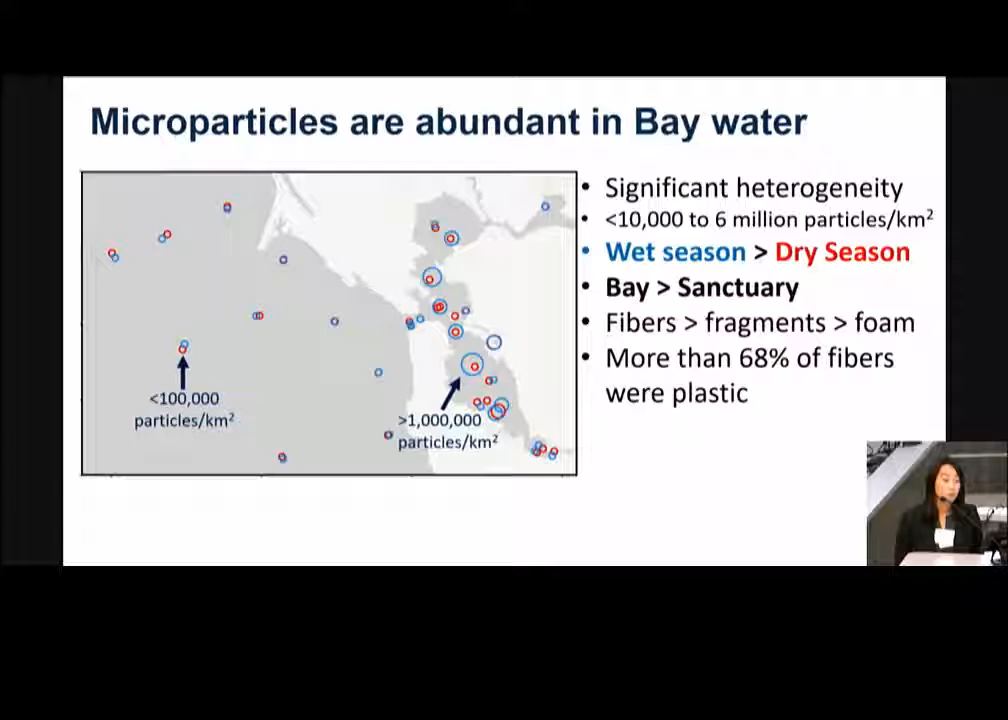 Microparticles are abundant in Bay water
<100,000
particles/km²
>1,000,000
particles/km²
• Significant heterogeneity
• <10,000 to 6 million particles/km²
• Wet season > Dry Season
• Bay > Sanctuary
• Fibers > fragments > foam
• More than 68% of fibers
were plastic